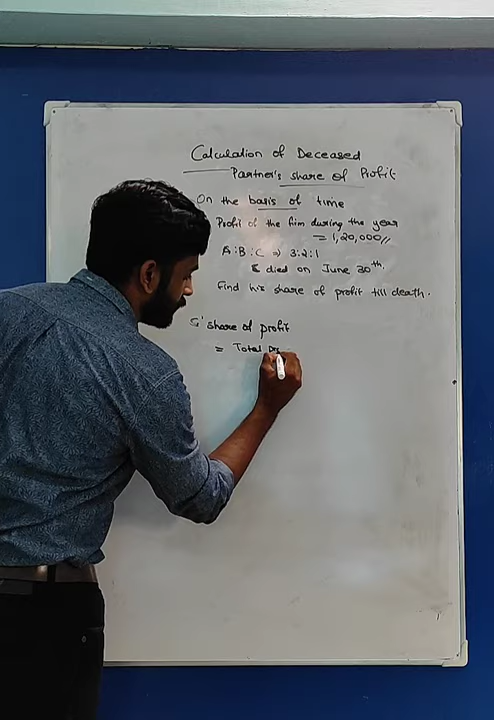 Calculation of Deceased
Partner's share of Profit
On the basis of time
Profit of the firm during the year
= 1,20,000//
A:B:C ⇒ 3:2:1
C died on June 30th.
Find his share of profit till death.
C' share of profit
= Total